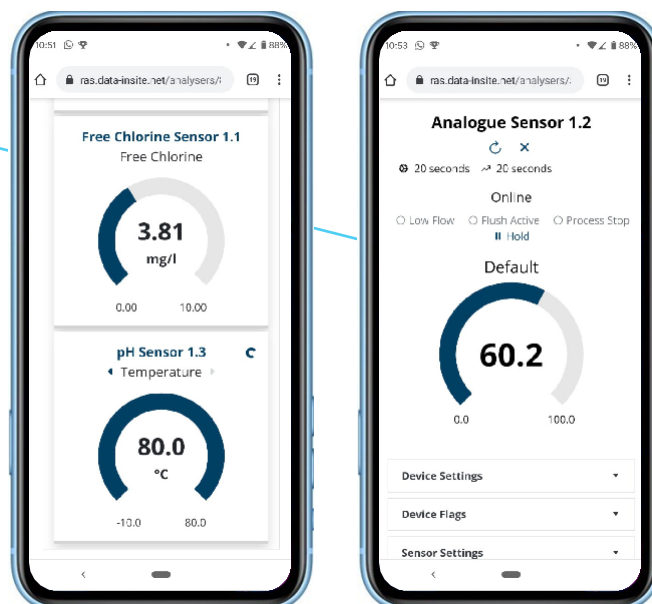 10:51
88%
ras.data-insite.net/analysers/
19
Free Chlorine Sensor 1.1
Free Chlorine
3.81
mg/l
0.00 10.00
pH Sensor 1.3
Temperature
80.0
°C
-10.0 80.0
10:53
88%
ras.data-insite.net/analysers/
19
Analogue Sensor 1.2
20 seconds 20 seconds
Online
Low Flow Flush Active Process Stop
Hold
Default
60.2
0.0 100.0
Device Settings
Device Flags
Sensor Settings